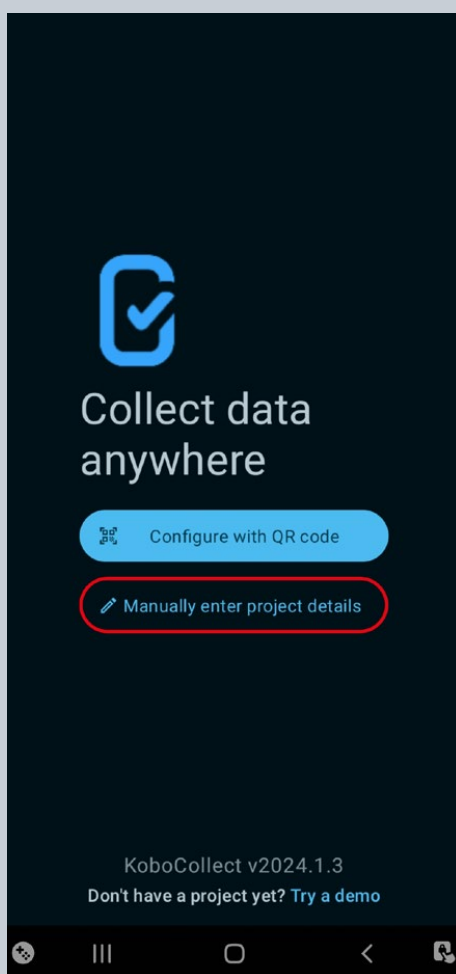 Collect data
anywhere
Configure with QR code
Manually enter project details
KoboCollect v2024.1.3
Don't have a project yet? Try a demo